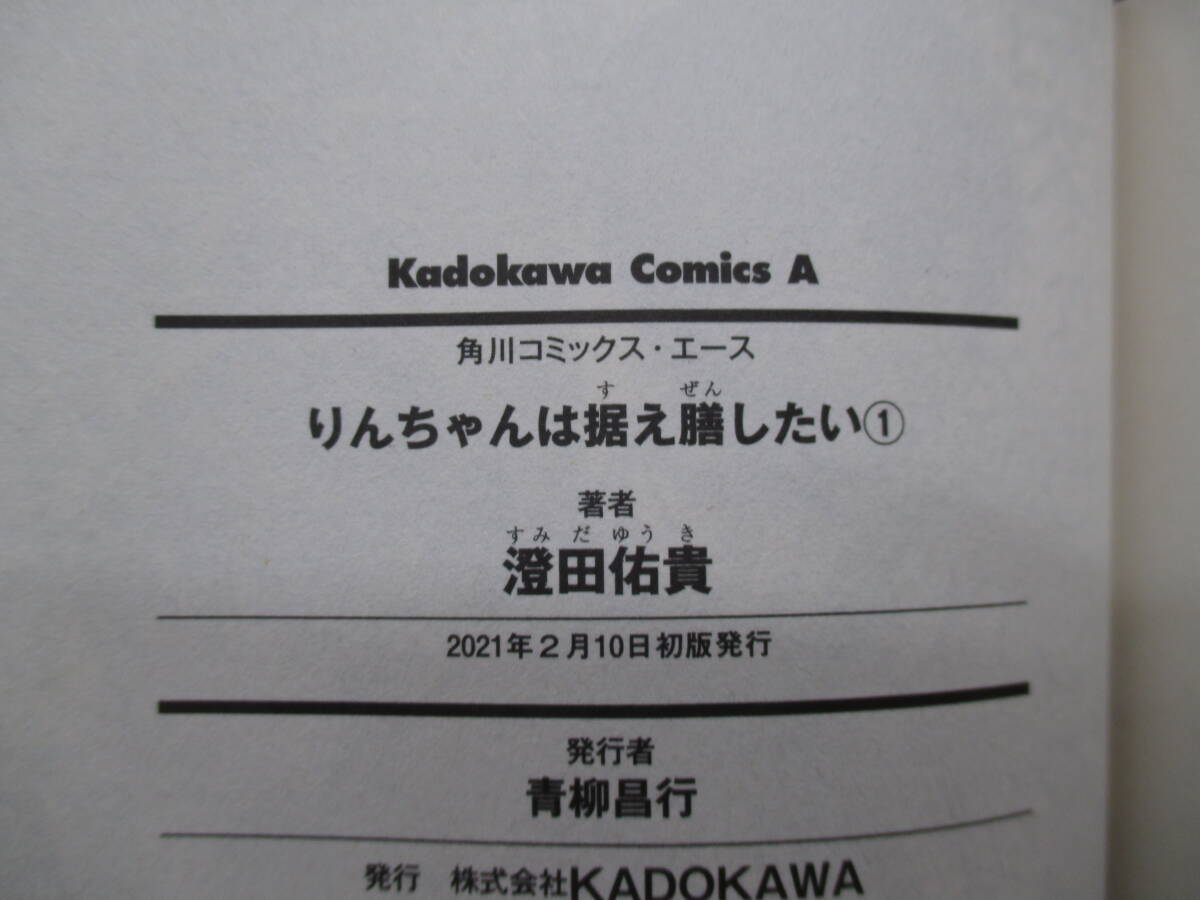 Kadokawa Comics A
角川コミックス・エース
す ぜん
りんちゃんは据え膳したい①
著者
すみ だ ゆう き
澄田佑貴
2021年2月10日初版発行
発行者
青柳昌行
発行 株式会社KADOKAWA